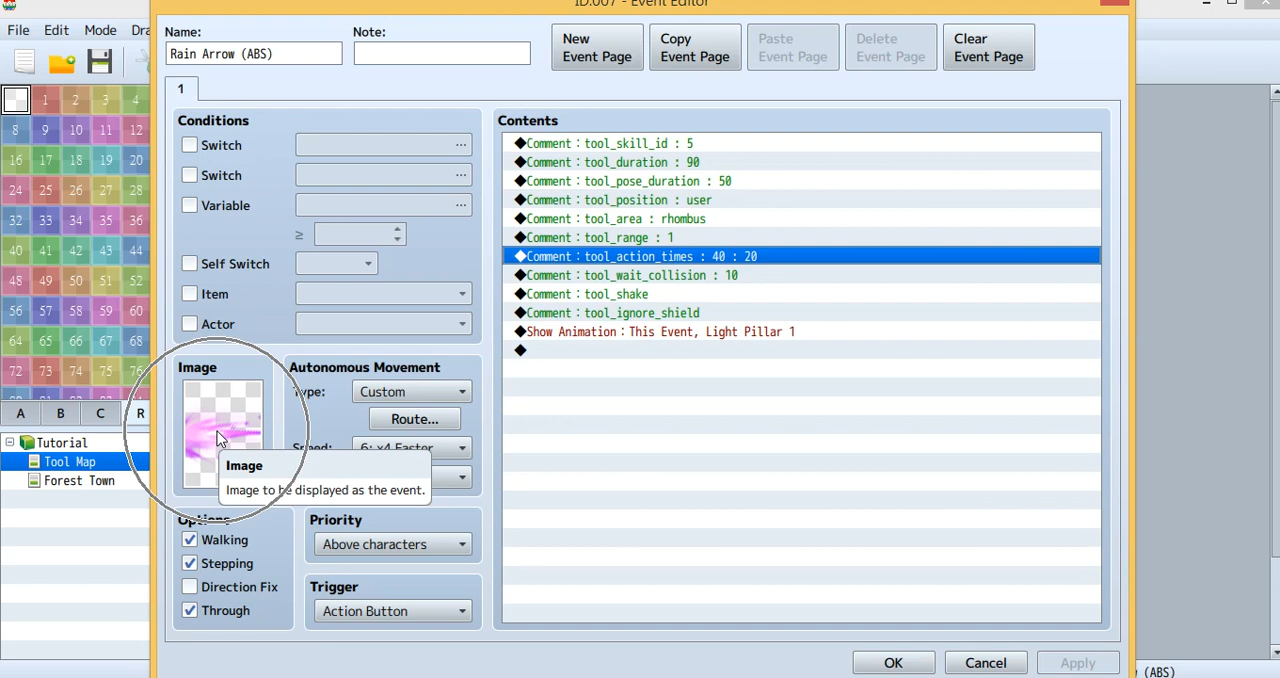 ID:007 - Event Editor
File Edit Mode Dra
Name:
Note:
Rain Arrow (ABS)
New
Event Page
Copy
Event Page
Paste
Event Page
Delete
Event Page
Clear
Event Page
1
1 2 3 4
8 9 10 11 12
16 17 18 19 20
24 25 26 27 28
32 33 34 35 36
40 41 42 43 44
48 49 50 51 52
56 57 58 59 60
64 65 66 67 68
72 73 74 75 76
A B C R
Tutorial
Tool Map
Forest Town
Conditions
Switch ...
Switch ...
Variable ...
≥
Self Switch
Item
Actor
Image
Autonomous Movement
Type: Custom
Route...
Speed: 6: x4 Faster
Image
Image to be displayed as the event.
Options
Walking
Stepping
Direction Fix
Through
Priority
Above characters
Trigger
Action Button
Contents
◆Comment：tool_skill_id : 5
◆Comment：tool_duration : 90
◆Comment：tool_pose_duration : 50
◆Comment：tool_position : user
◆Comment：tool_area : rhombus
◆Comment：tool_range : 1
◆Comment：tool_action_times : 40 : 20
◆Comment：tool_wait_collision : 10
◆Comment：tool_shake
◆Comment：tool_ignore_shield
◆Show Animation：This Event, Light Pillar 1
◆
OK Cancel Apply
(ABS)